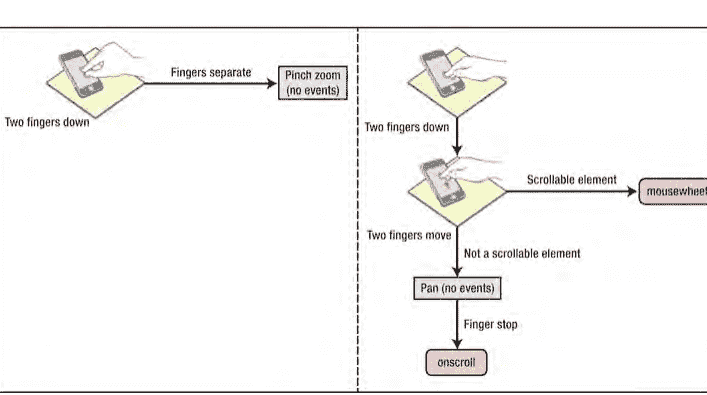 Fingers separate
Pinch zoom
(no events)
Two fingers down
Two fingers down
Scrollable element
mousewheel
Two fingers move
Not a scrollable element
Pan (no events)
Finger stop
onscroll